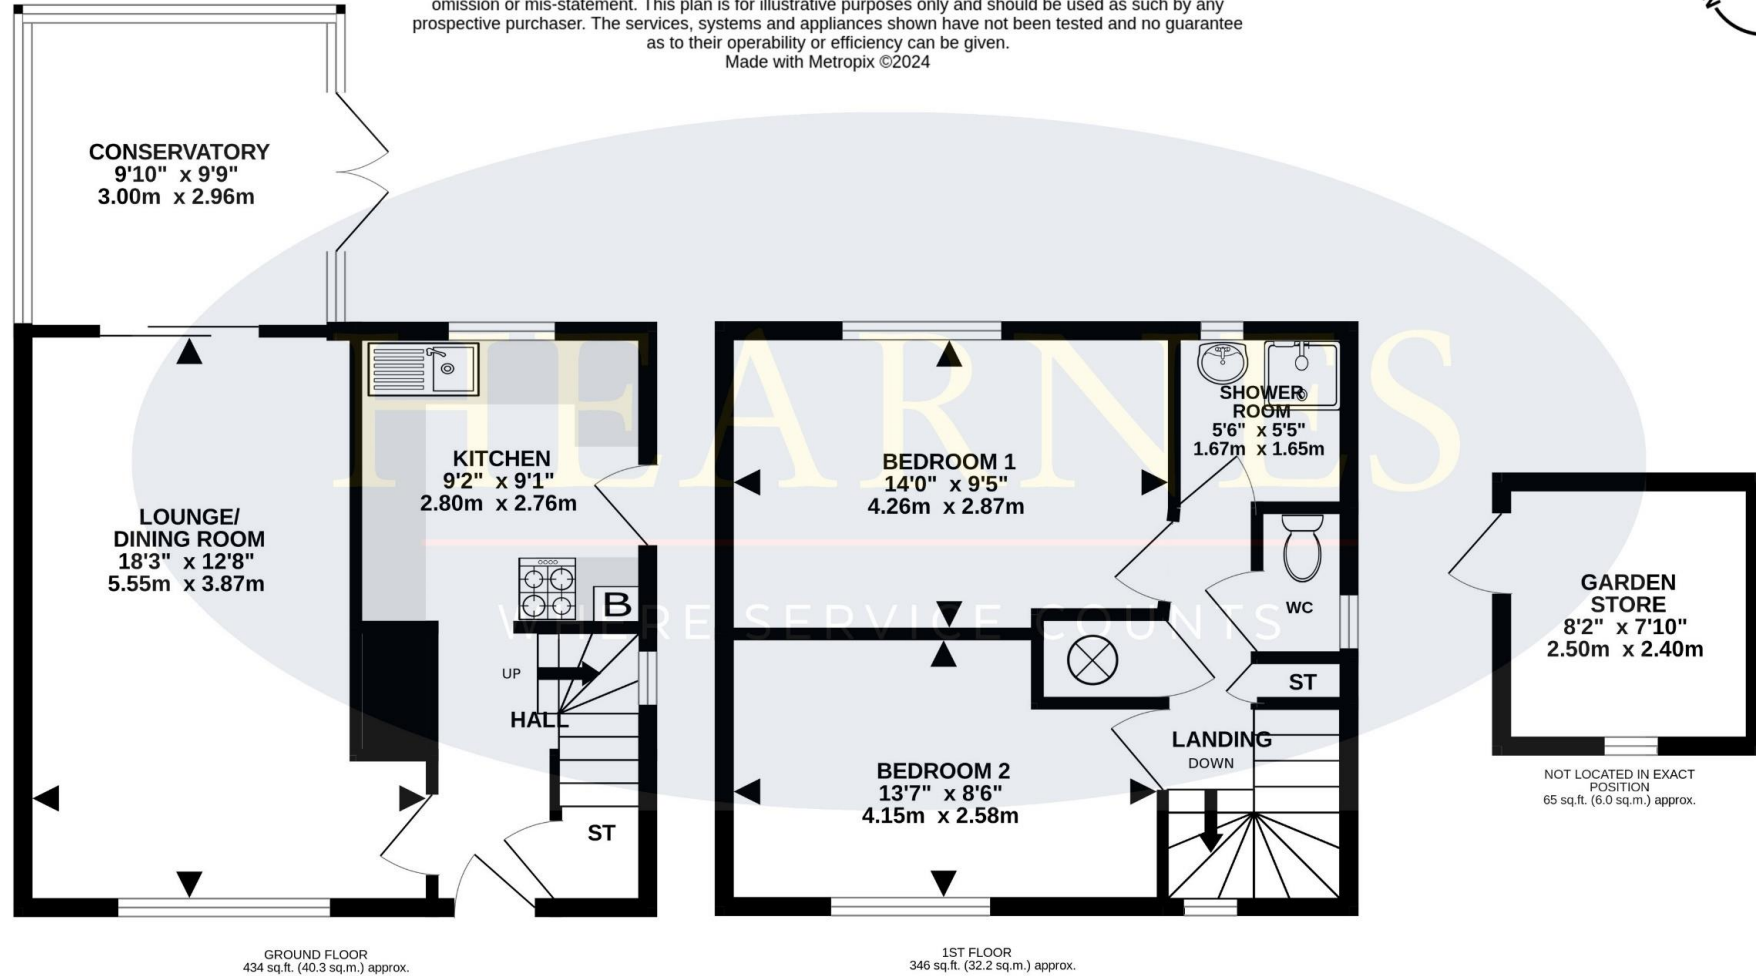 omission or mis-statement. This plan is for illustrative purposes only and should be used as such by any
prospective purchaser. The services, systems and appliances shown have not been tested and no guarantee
as to their operability or efficiency can be given.
Made with Metropix ©2024
CONSERVATORY
9'10" x 9'9"
3.00m x 2.96m
LOUNGE/
DINING ROOM
18'3" x 12'8"
5.55m x 3.87m
KITCHEN
9'2" x 9'1"
2.80m x 2.76m
B
UP
HALL
ST
GROUND FLOOR
434 sq.ft. (40.3 sq.m.) approx.
BEDROOM 1
14'0" x 9'5"
4.26m x 2.87m
SHOWER
ROOM
5'6" x 5'5"
1.67m x 1.65m
WC
ST
LANDING
DOWN
BEDROOM 2
13'7" x 8'6"
4.15m x 2.58m
1ST FLOOR
346 sq.ft. (32.2 sq.m.) approx.
GARDEN
STORE
8'2" x 7'10"
2.50m x 2.40m
NOT LOCATED IN EXACT
POSITION
65 sq.ft. (6.0 sq.m.) approx.
HEARNES
WHERE SERVICE COUNTS